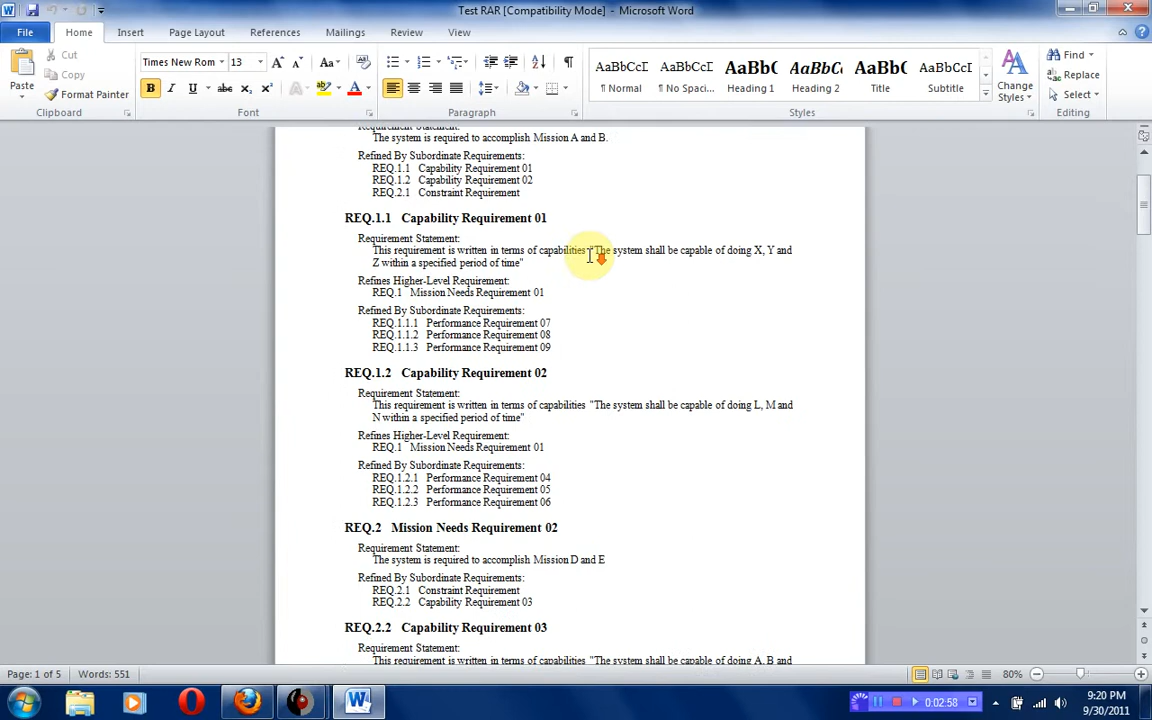 Test RAR [Compatibility Mode] - Microsoft Word
File Home Insert Page Layout References Mailings Review View
Cut
Copy
Format Painter
Paste
Clipboard
Times New Rom 13
Font
Paragraph
AaBbCcI AaBbCcI AaBb( AaBbC AaBb( AaBbCcI
¶ Normal ¶ No Spaci... Heading 1 Heading 2 Title Subtitle
Change Styles
Styles
Find
Replace
Select
Editing
Requirement Statement:
The system is required to accomplish Mission A and B.
Refined By Subordinate Requirements:
REQ.1.1 Capability Requirement 01
REQ.1.2 Capability Requirement 02
REQ.2.1 Constraint Requirement
REQ.1.1 Capability Requirement 01
Requirement Statement:
This requirement is written in terms of capabilities "The system shall be capable of doing X, Y and
Z within a specified period of time"
Refines Higher-Level Requirement:
REQ.1 Mission Needs Requirement 01
Refined By Subordinate Requirements:
REQ.1.1.1 Performance Requirement 07
REQ.1.1.2 Performance Requirement 08
REQ.1.1.3 Performance Requirement 09
REQ.1.2 Capability Requirement 02
Requirement Statement:
This requirement is written in terms of capabilities "The system shall be capable of doing L, M and
N within a specified period of time"
Refines Higher-Level Requirement:
REQ.1 Mission Needs Requirement 01
Refined By Subordinate Requirements:
REQ.1.2.1 Performance Requirement 04
REQ.1.2.2 Performance Requirement 05
REQ.1.2.3 Performance Requirement 06
REQ.2 Mission Needs Requirement 02
Requirement Statement:
The system is required to accomplish Mission D and E
Refined By Subordinate Requirements:
REQ.2.1 Constraint Requirement
REQ.2.2 Capability Requirement 03
REQ.2.2 Capability Requirement 03
Requirement Statement:
This requirement is written in terms of capabilities "The system shall be capable of doing A, B and
Page: 1 of 5 Words: 551
80%
0:02:58
9:20 PM
9/30/2011